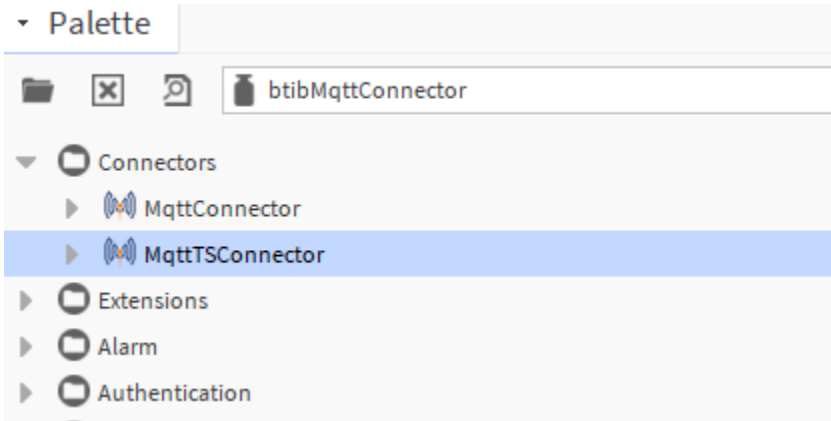 Palette
btibMqttConnector
Connectors
MqttConnector
MqttTSConnector
Extensions
Alarm
Authentication